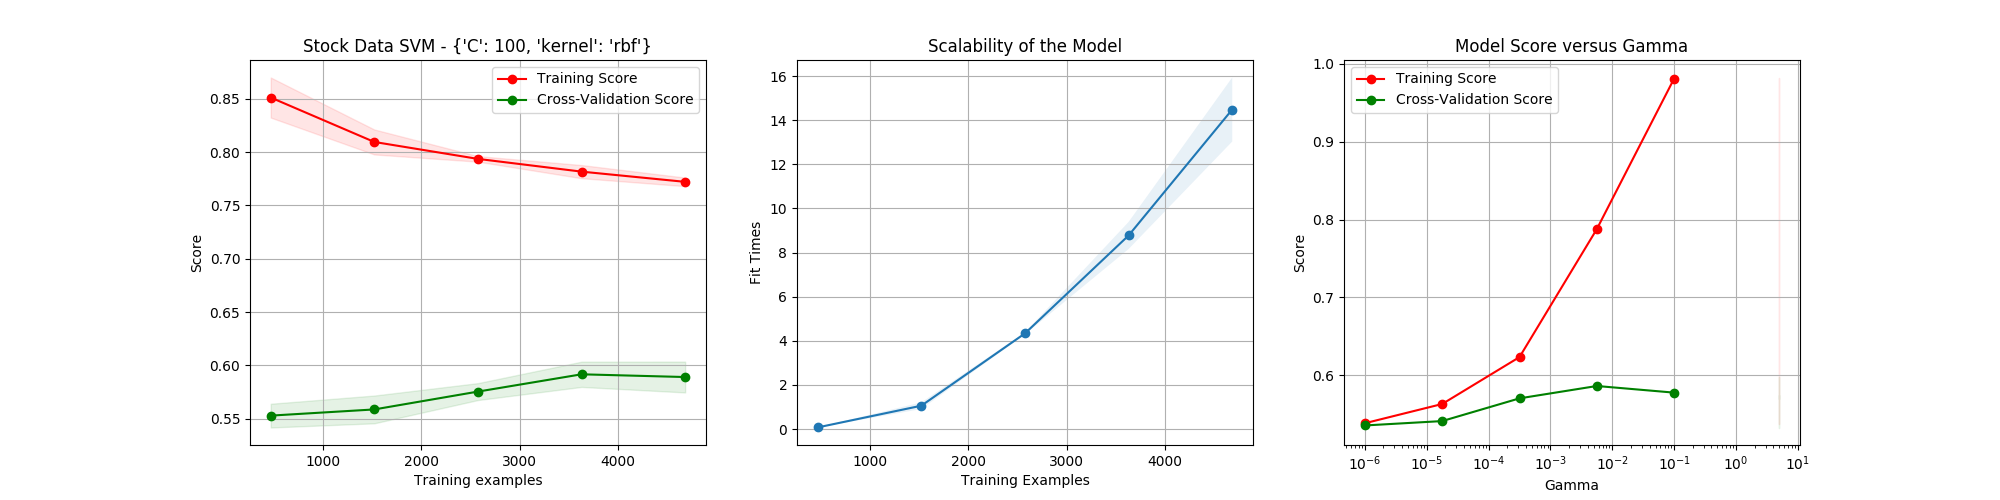 Stock Data SVM - {'C': 100, 'kernel': 'rbf'}
Training Score
Cross-Validation Score
0.85
0.80
0.75
0.70
0.65
0.60
0.55
Score
1000 2000 3000 4000
Training examples
Scalability of the Model
16
14
12
10
8
6
4
2
0
Fit Times
1000 2000 3000 4000
Training Examples
Model Score versus Gamma
Training Score
Cross-Validation Score
1.0
0.9
0.8
0.7
0.6
Score
10⁻⁶ 10⁻⁵ 10⁻⁴ 10⁻³ 10⁻² 10⁻¹ 10⁰ 10¹
Gamma